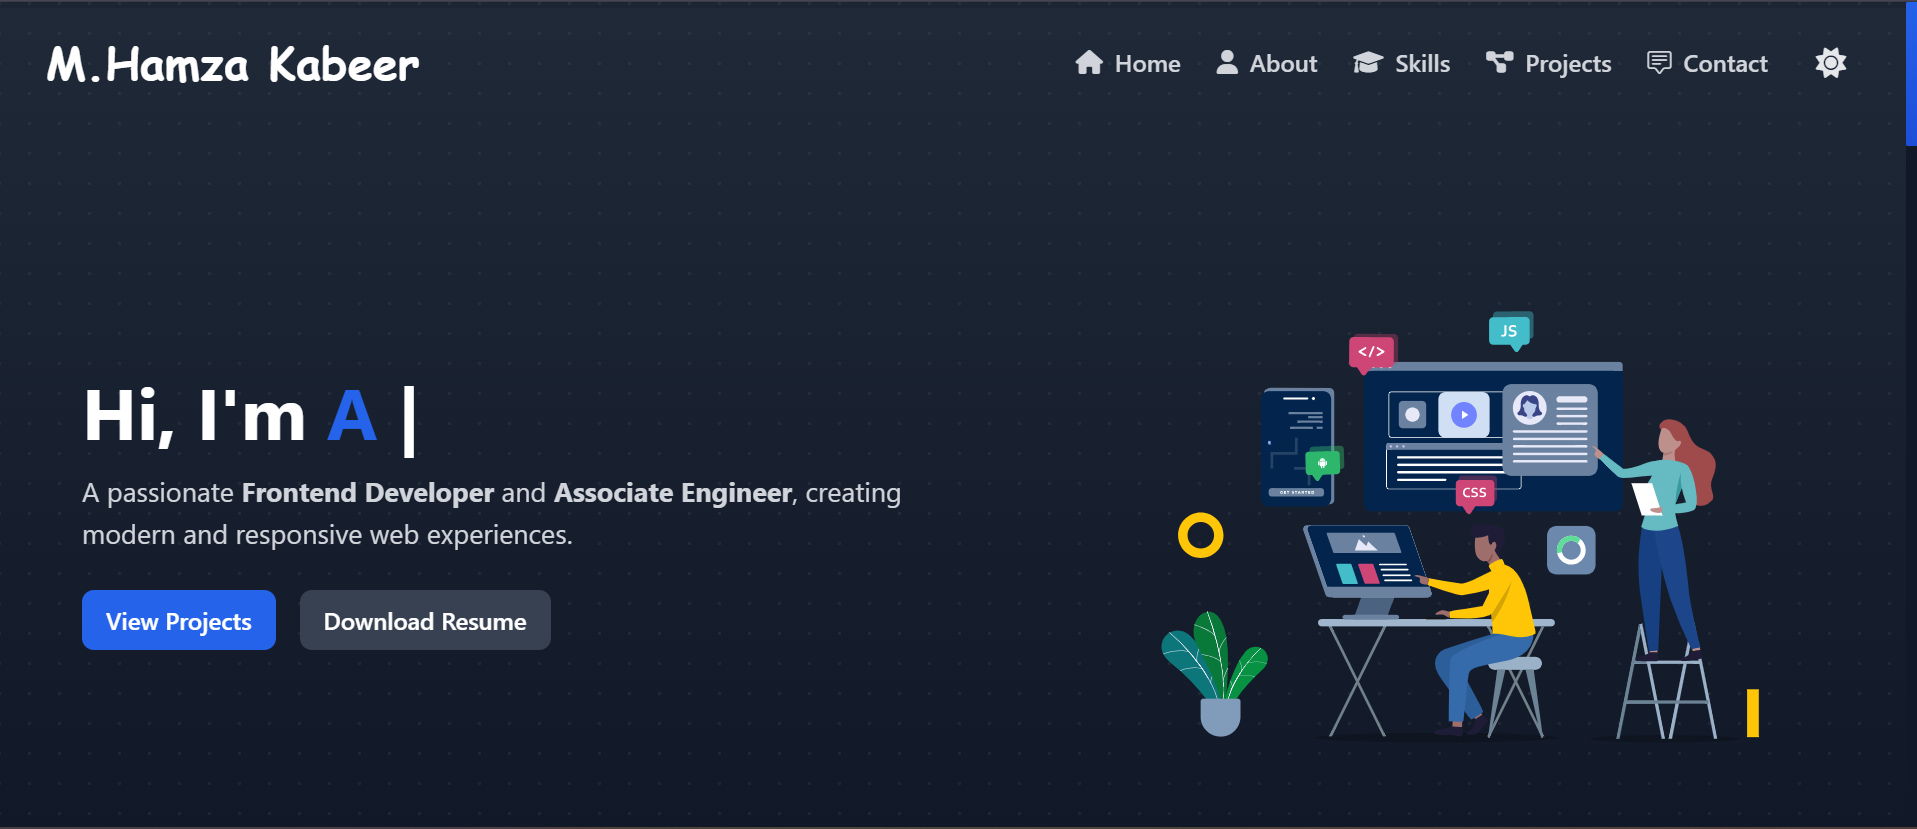 M.Hamza Kabeer
Home About Skills Projects Contact
Hi, I'm A |
A passionate Frontend Developer and Associate Engineer, creating
modern and responsive web experiences.
View Projects Download Resume
JS
</>
GET STARTED
CSS